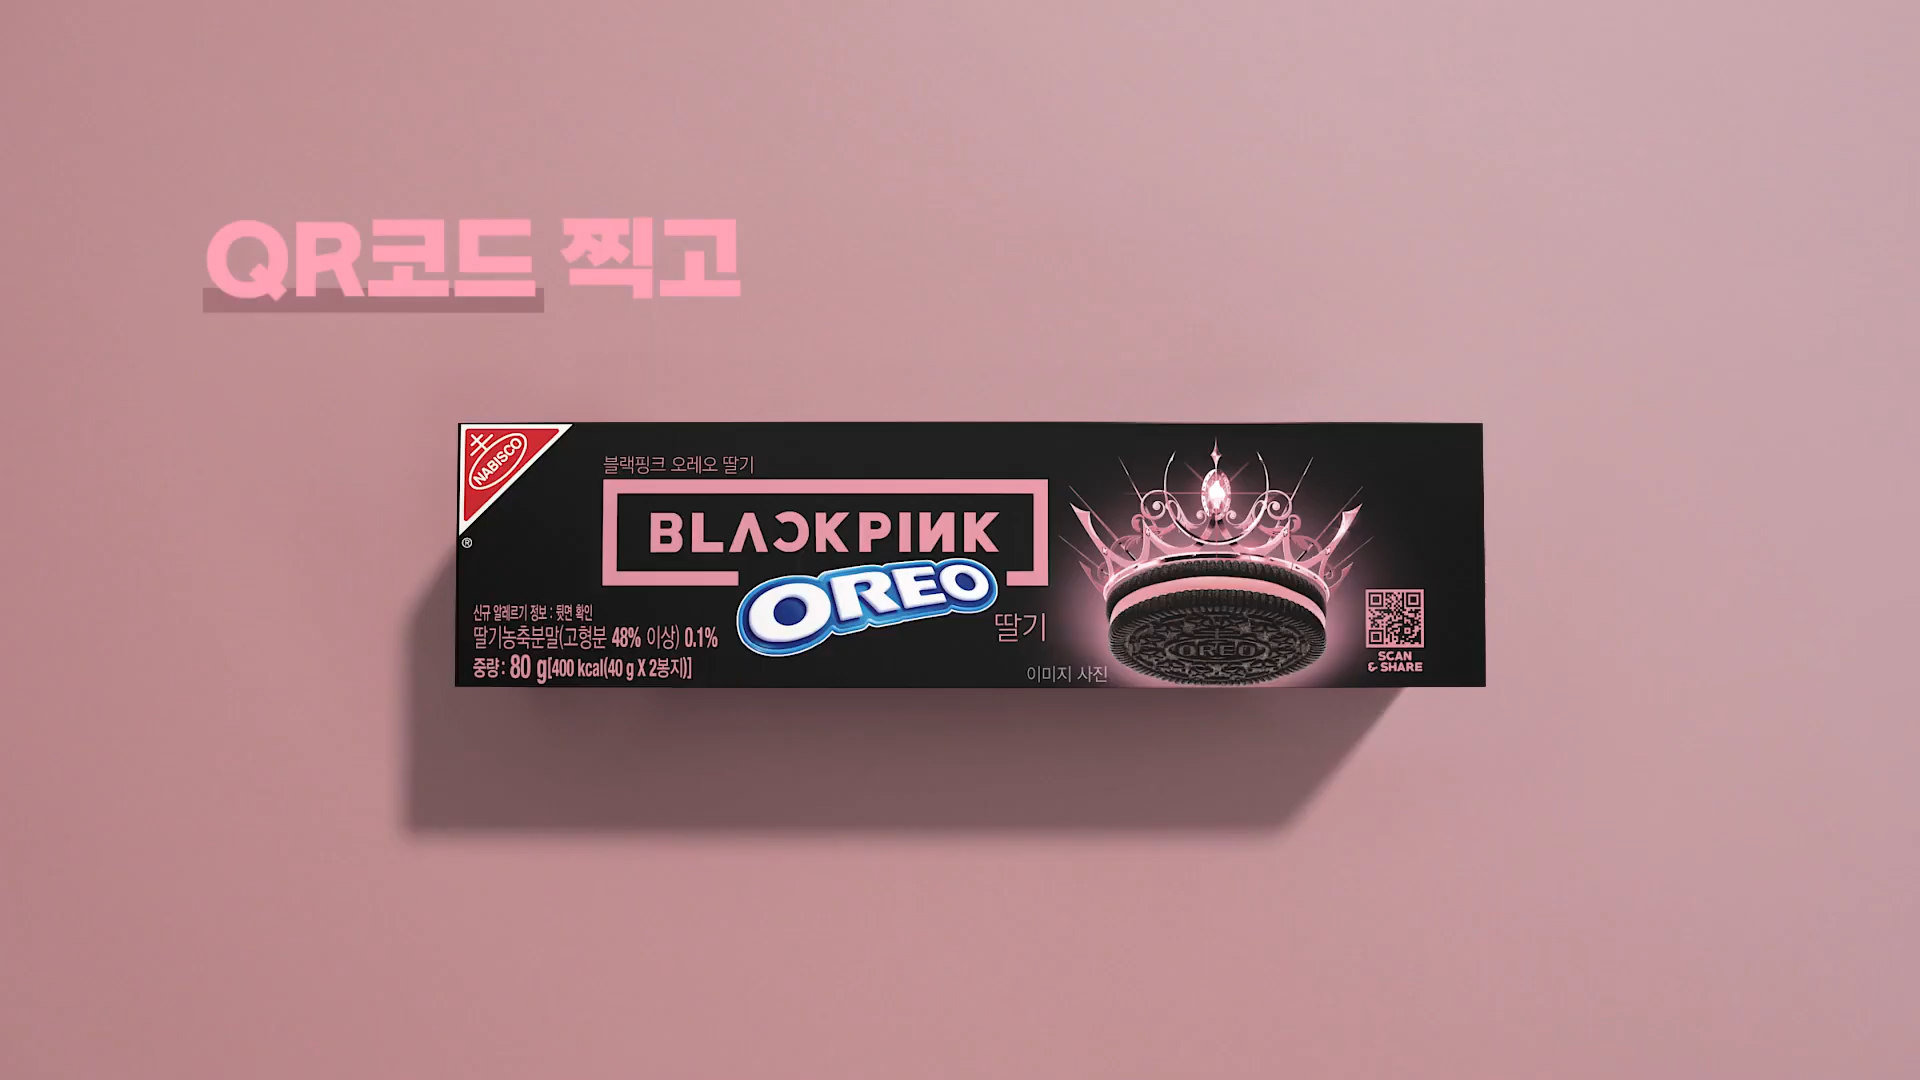 QR코드 찍고
NABISCO
®
블랙핑크 오레오 딸기
BLACKPINK
OREO
딸기
신규 알레르기 정보 : 뒷면 확인
딸기농축분말(고형분 48% 이상) 0.1%
중량 : 80 g[400 kcal(40 g X 2봉지)]
이미지 사진
OREO
SCAN
& SHARE